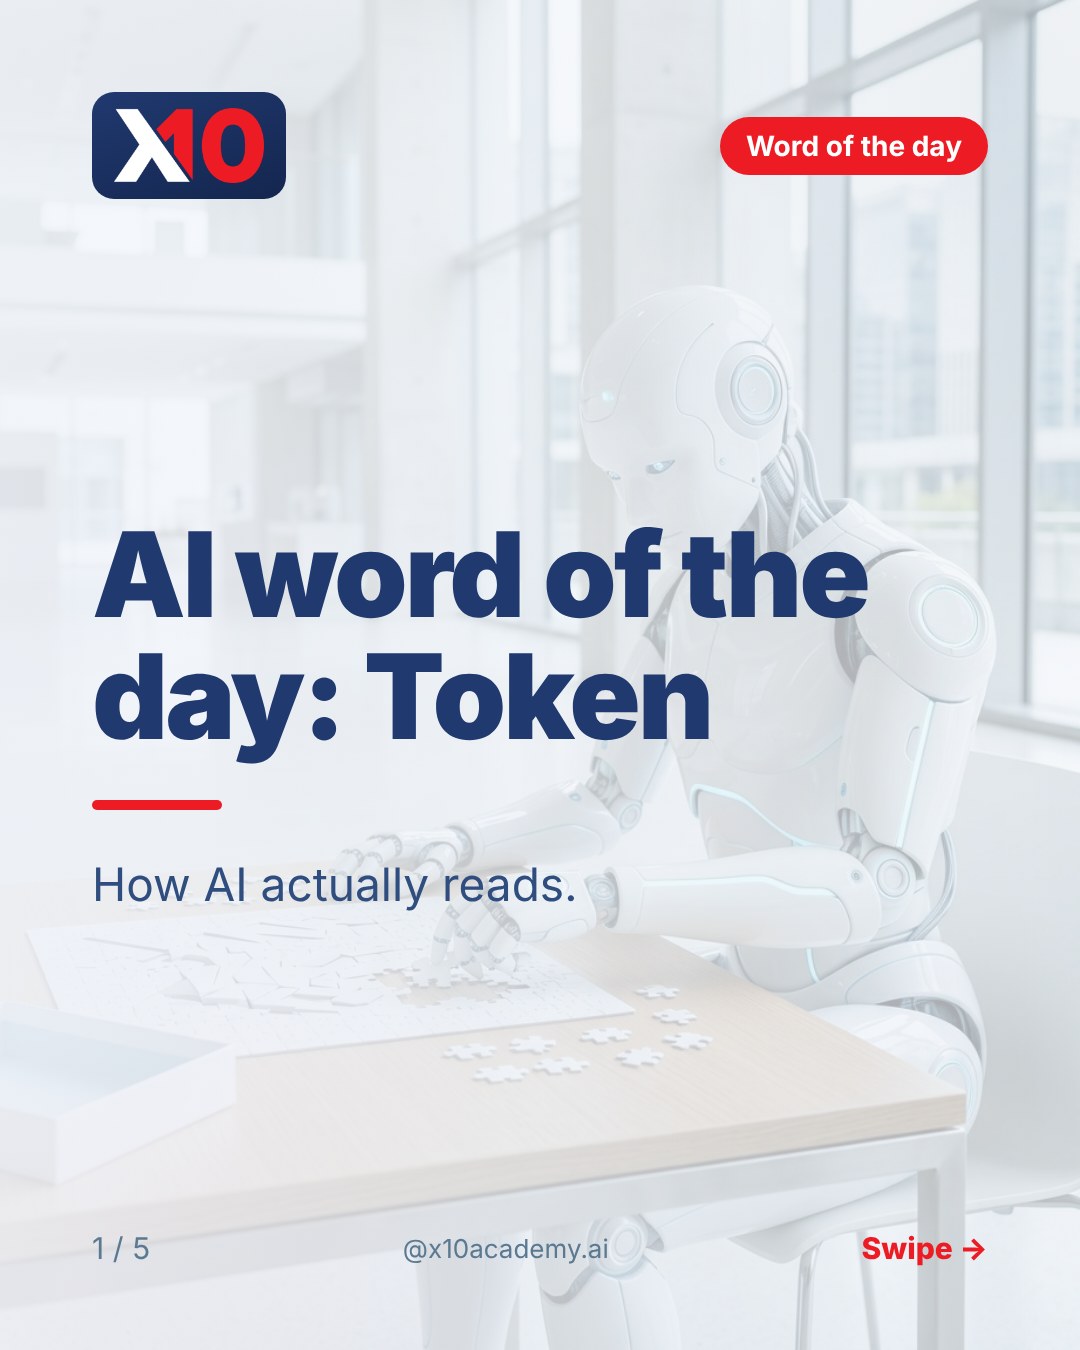 X10
Word of the day
AI word of the
day: Token
How AI actually reads.
1 / 5
@x10academy.ai
Swipe →